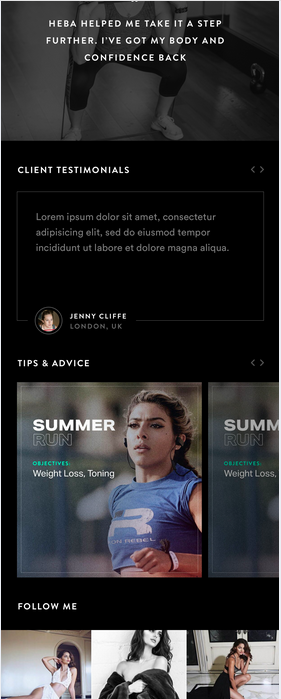 HEBA HELPED ME TAKE IT A STEP
FURTHER. I'VE GOT MY BODY AND
CONFIDENCE BACK
CLIENT TESTIMONIALS
Lorem ipsum dolor sit amet, consectetur
adipisicing elit, sed do eiusmod tempor
incididunt ut labore et dolore magna aliqua.
JENNY CLIFFE
LONDON, UK
TIPS & ADVICE
SUMMER
RUN
OBJECTIVES:
Weight Loss, Toning
SUMM
RUN
OBJECTIVES:
Weight Loss,
R
FOLLOW ME